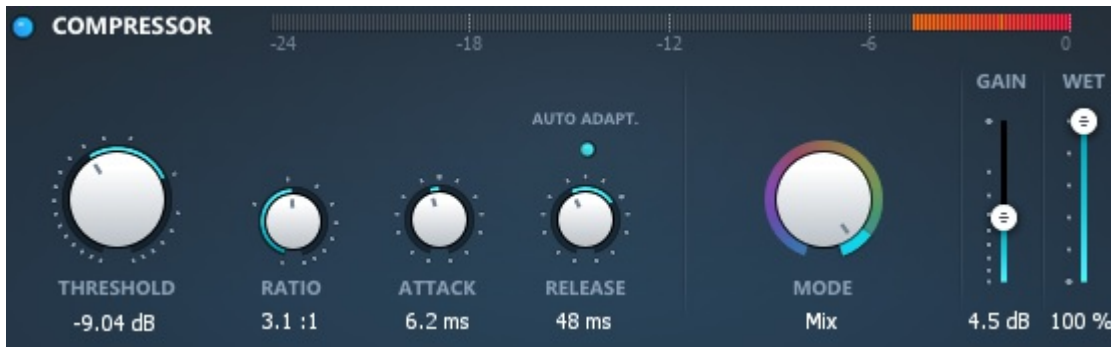 COMPRESSOR
-24 -18 -12 -6 0
GAIN WET
AUTO ADAPT.
THRESHOLD RATIO ATTACK RELEASE MODE
-9.04 dB 3.1 :1 6.2 ms 48 ms Mix 4.5 dB 100 %